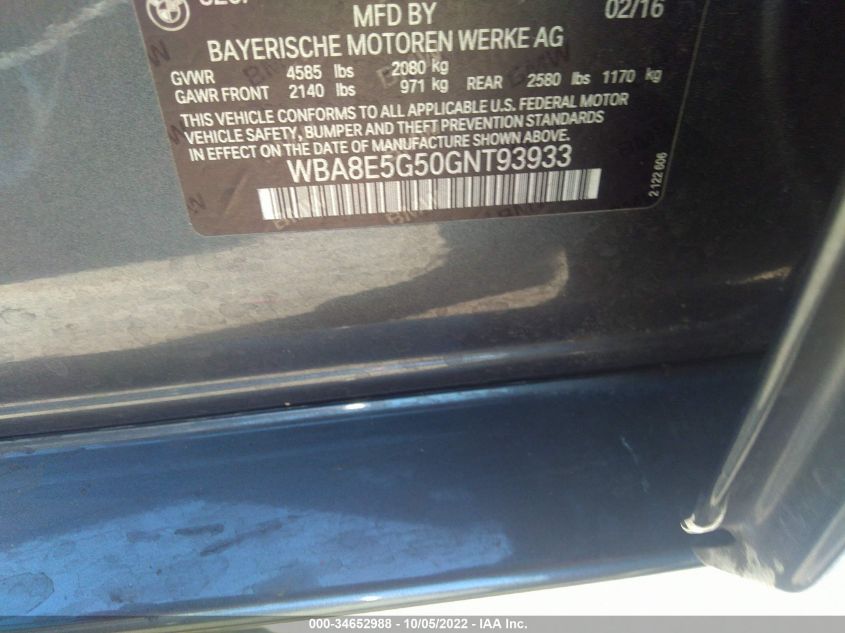 02/16
MFD BY
BAYERISCHE MOTOREN WERKE AG
GVWR 4585 lbs 2080 kg
GAWR FRONT 2140 lbs 971 kg REAR 2580 lbs 1170 kg
THIS VEHICLE CONFORMS TO ALL APPLICABLE U.S. FEDERAL MOTOR
VEHICLE SAFETY, BUMPER AND THEFT PREVENTION STANDARDS
IN EFFECT ON THE DATE OF MANUFACTURE SHOWN ABOVE.
WBA8E5G50GNT93933
2 122 606
000-34652988 - 10/05/2022 - IAA Inc.